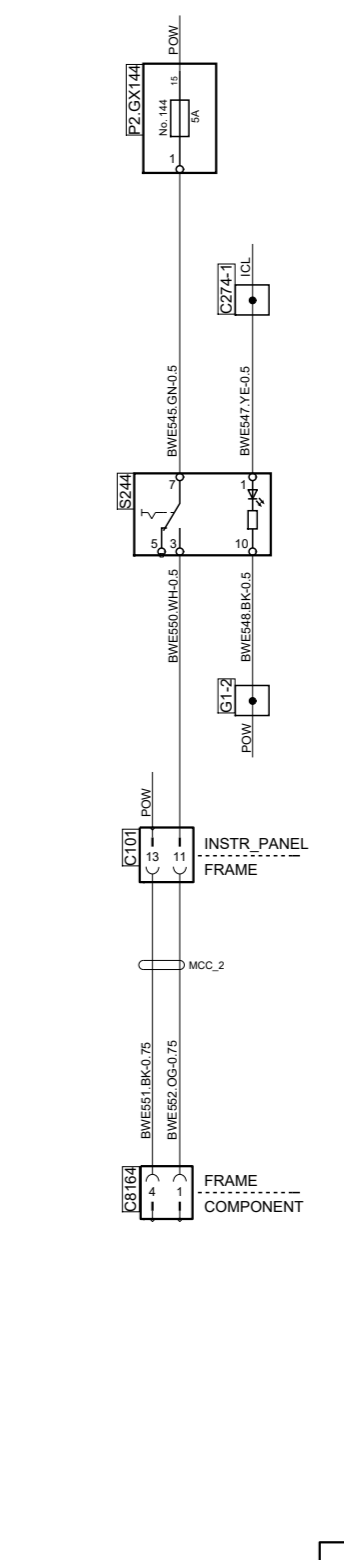 POW
P2.GX144
15
No. 144
5A
1
ICL
C274-1
BWE545.GN-0.5
BWE547.YE-0.5
S244
7
1
5
3
10
BWE550.WH-0.5
BWE548.BK-0.5
G1-2
POW
POW
C101
13
11
INSTR_PANEL
FRAME
MCC_2
BWE551.BK-0.75
BWE552.OG-0.75
C8164
4
1
FRAME
COMPONENT